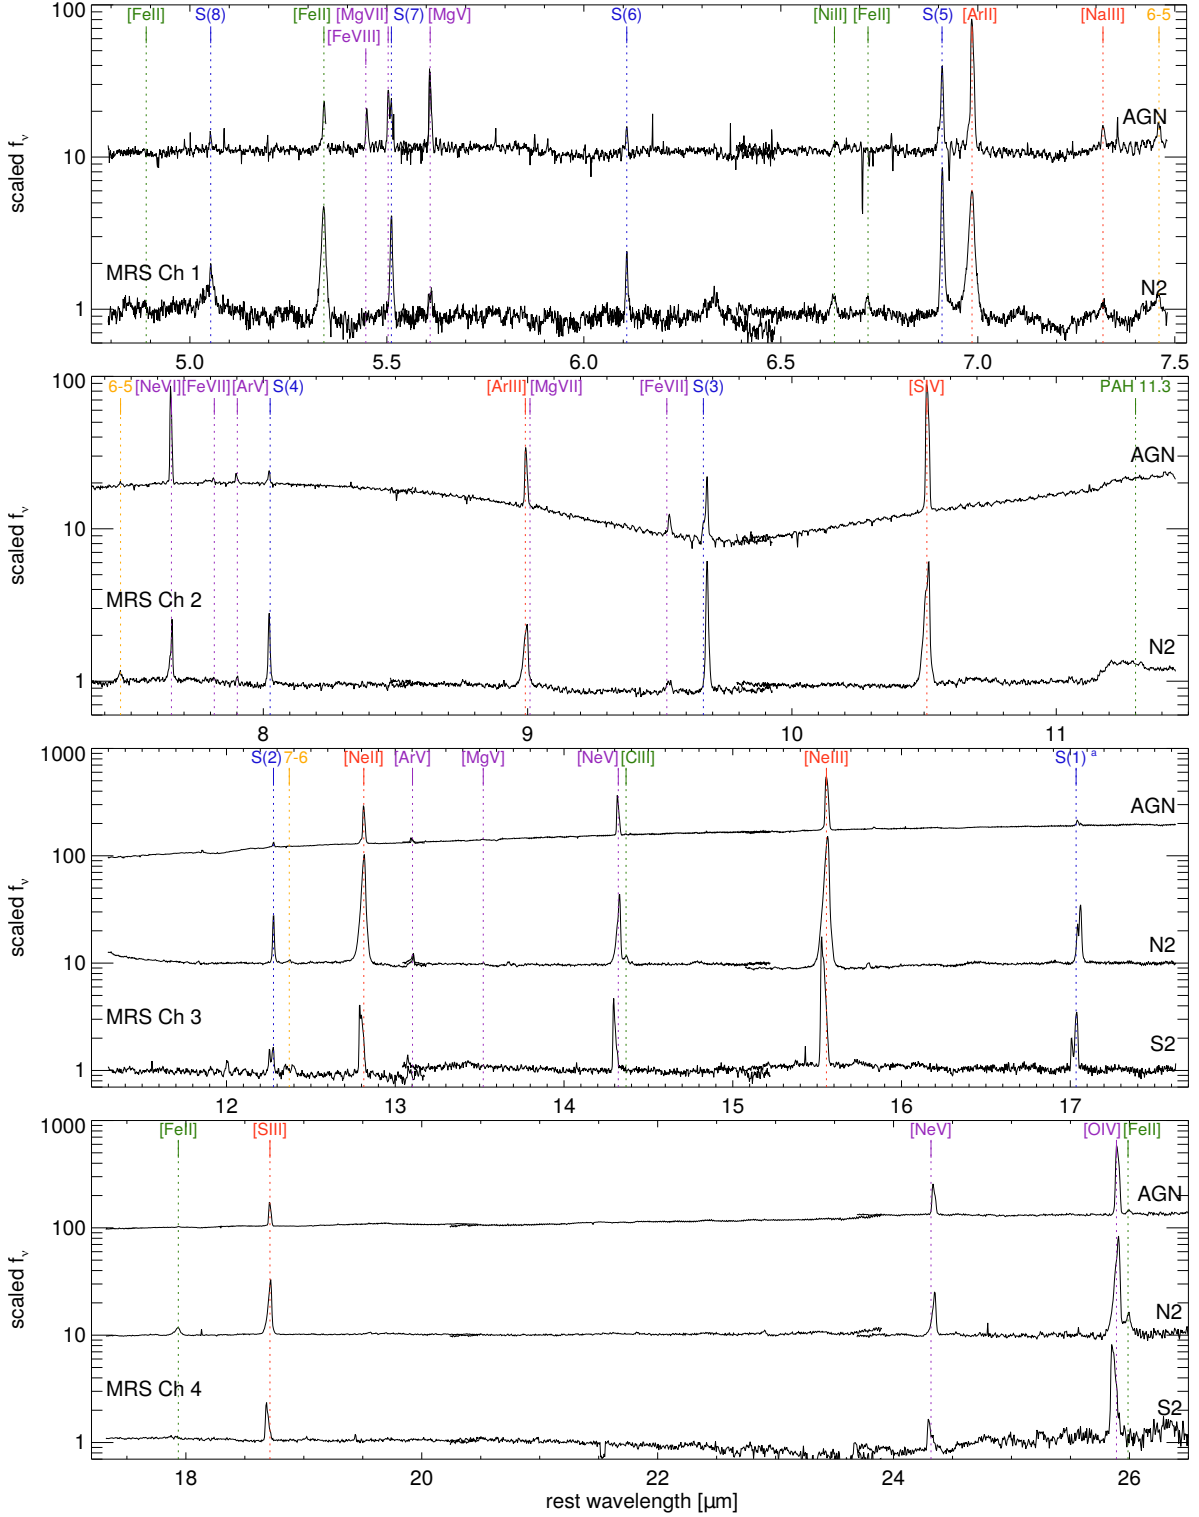 [FeII] S(8) [FeII] [MgVII] S(7) [MgV] S(6) [NiII] [FeII] S(5) [ArII] [NaIII] 6-5
[FeVIII]
100
10
1
scaled fν
AGN
MRS Ch 1
N2
5.0 5.5 6.0 6.5 7.0 7.5
6-5 [NeVI] [FeVII] [ArV] S(4) [ArIII] [MgVII] [FeVII] S(3) [SIV] PAH 11.3
100
10
1
scaled fν
AGN
MRS Ch 2
N2
8 9 10 11
S(2) 7-6 [NeII] [ArV] [MgV] [NeV] [ClII] [NeIII] S(1) a
1000
100
10
1
scaled fν
AGN
N2
MRS Ch 3
S2
12 13 14 15 16 17
[FeII] [SIII] [NeV] [OIV] [FeII]
1000
100
10
1
scaled fν
AGN
N2
MRS Ch 4
S2
18 20 22 24 26
rest wavelength [μm]